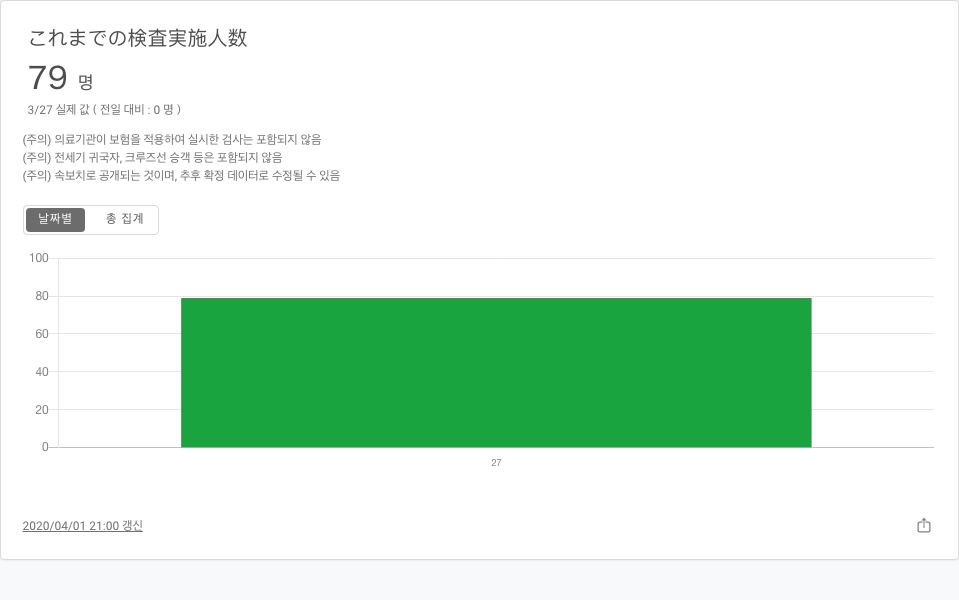 これまでの検査実施人数
79 명
3/27 실제 값 ( 전일 대비 : 0 명 )
(주의) 의료기관이 보험을 적용하여 실시한 검사는 포함되지 않음
(주의) 전세기 귀국자, 크루즈선 승객 등은 포함되지 않음
(주의) 속보치로 공개되는 것이며, 추후 확정 데이터로 수정될 수 있음
날짜별 총 집계
100
80
60
40
20
0
27
2020/04/01 21:00 갱신